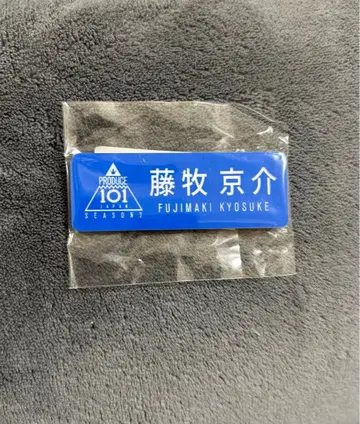 PRODUCE
101
JAPAN
SEASON2
藤牧 京介
FUJIMAKI KYOSUKE